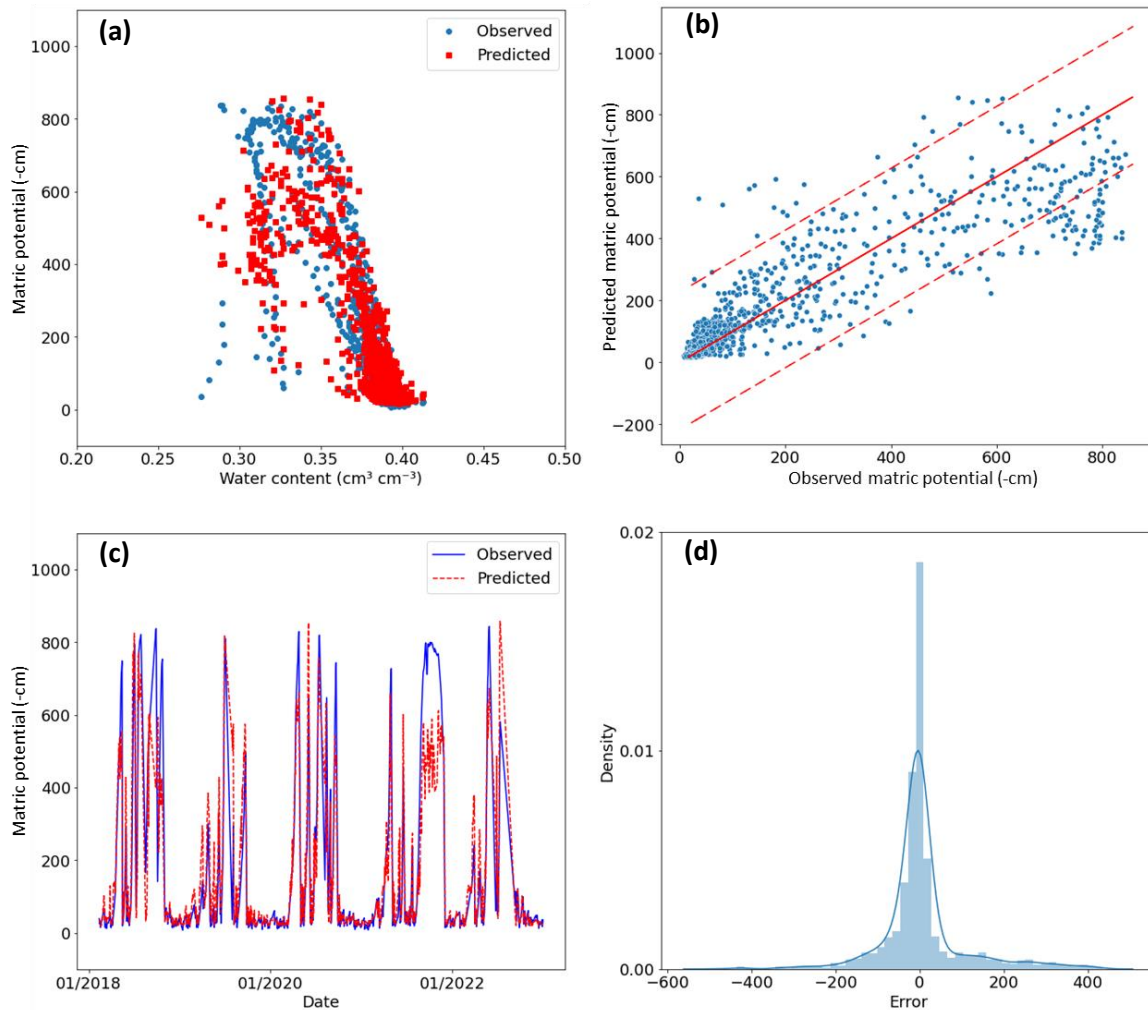 (a)
Observed
Predicted
1000
800
600
400
200
0
Matric potential (-cm)
0.20 0.25 0.30 0.35 0.40 0.45 0.50
Water content (cm³ cm⁻³)
(b)
1000
800
600
400
200
0
−200
Predicted matric potential (-cm)
0 200 400 600 800
Observed matric potential (-cm)
(c)
Observed
Predicted
1000
800
600
400
200
0
Matric potential (-cm)
01/2018 01/2020 01/2022
Date
(d)
0.02
0.01
0.00
Density
−600 −400 −200 0 200 400
Error